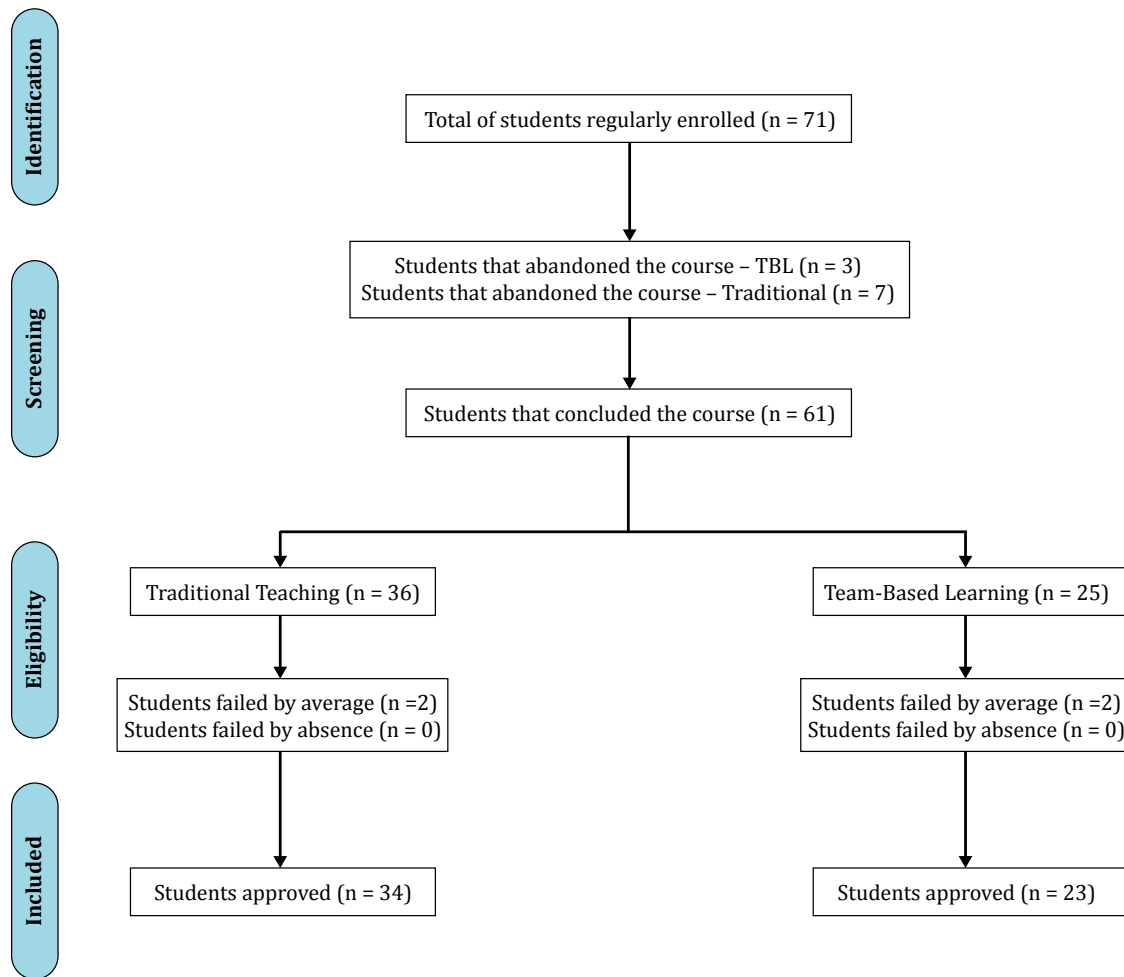 Identification
Total of students regularly enrolled (n = 71)
Screening
Students that abandoned the course – TBL (n = 3)
Students that abandoned the course – Traditional (n = 7)
Students that concluded the course (n = 61)
Eligibility
Traditional Teaching (n = 36)
Team-Based Learning (n = 25)
Students failed by average (n =2)
Students failed by absence (n = 0)
Students failed by average (n =2)
Students failed by absence (n = 0)
Included
Students approved (n = 34)
Students approved (n = 23)